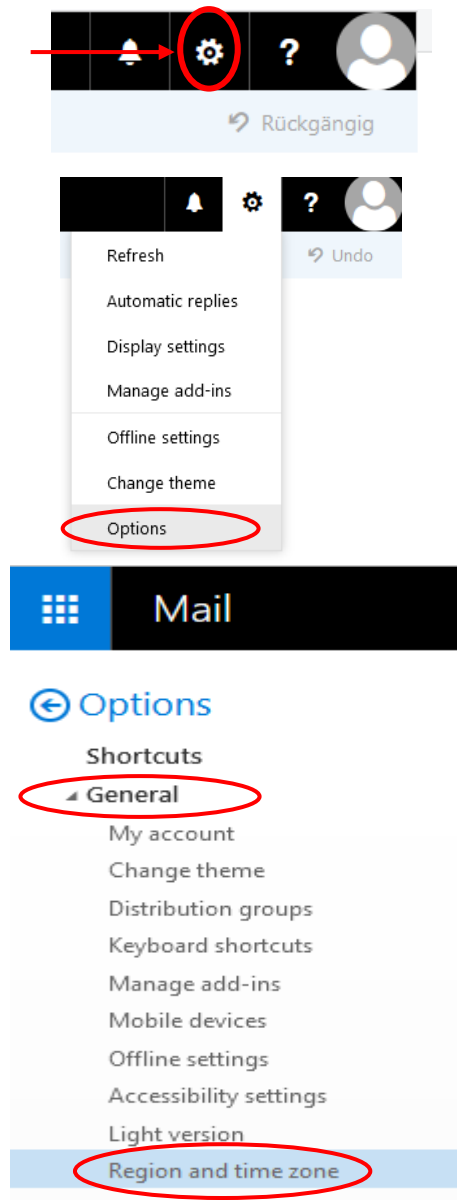 ?
Rückgängig
?
Refresh
Undo
Automatic replies
Display settings
Manage add-ins
Offline settings
Change theme
Options
Mail
Options
Shortcuts
General
My account
Change theme
Distribution groups
Keyboard shortcuts
Manage add-ins
Mobile devices
Offline settings
Accessibility settings
Light version
Region and time zone